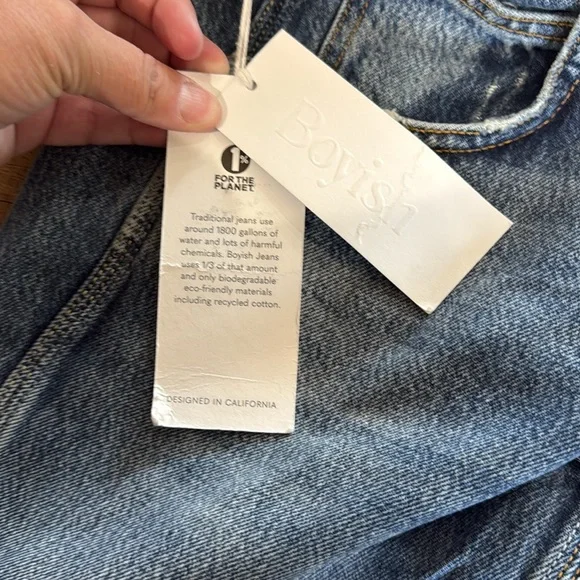 Boyish
1%
FOR THE
PLANET.
Traditional jeans use
around 1800 gallons of
water and lots of harmful
chemicals. Boyish Jeans
uses 1/3 of that amount
and only biodegradable
eco-friendly materials
including recycled cotton.
DESIGNED IN CALIFORNIA